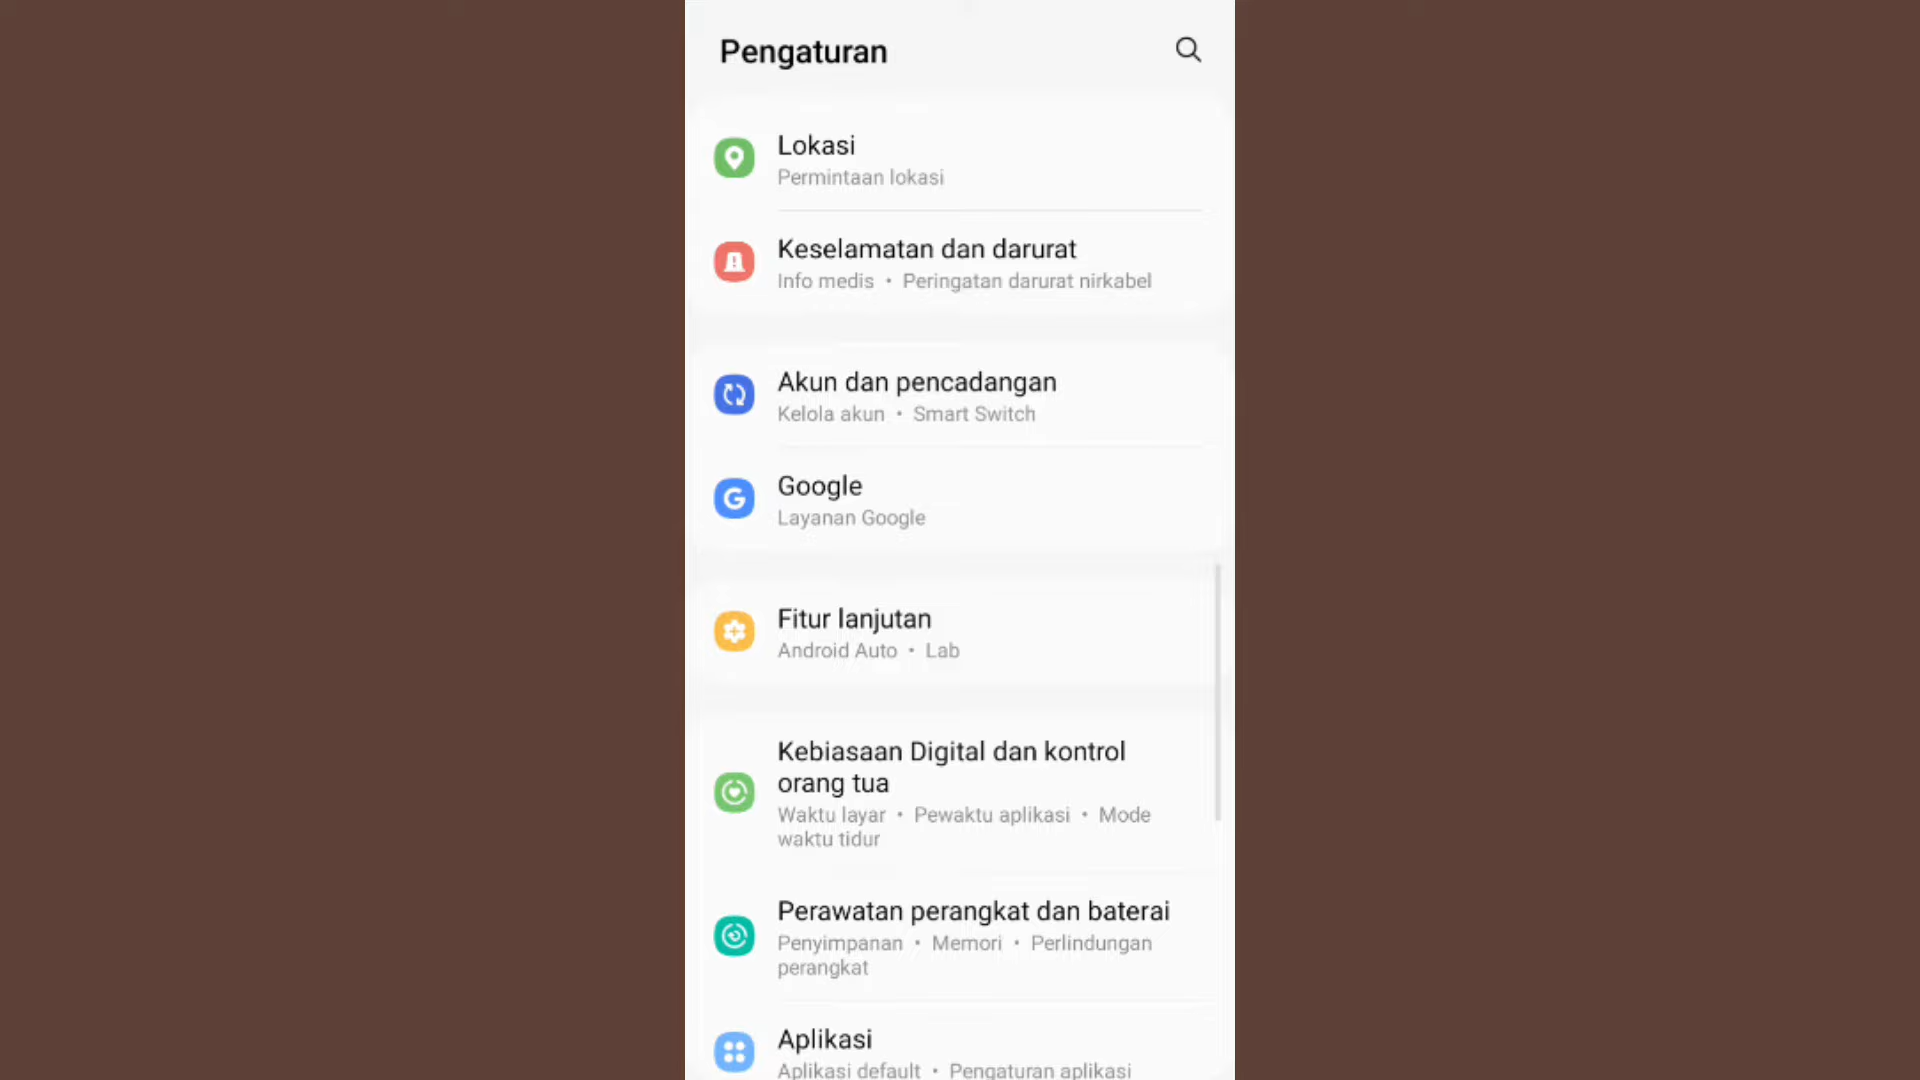 Pengaturan
Lokasi
Permintaan lokasi
Keselamatan dan darurat
Info medis • Peringatan darurat nirkabel
Akun dan pencadangan
Kelola akun • Smart Switch
Google
Layanan Google
Fitur lanjutan
Android Auto • Lab
Kebiasaan Digital dan kontrol
orang tua
Waktu layar • Pewaktu aplikasi • Mode
waktu tidur
Perawatan perangkat dan baterai
Penyimpanan • Memori • Perlindungan
perangkat
Aplikasi
Aplikasi default • Pengaturan aplikasi